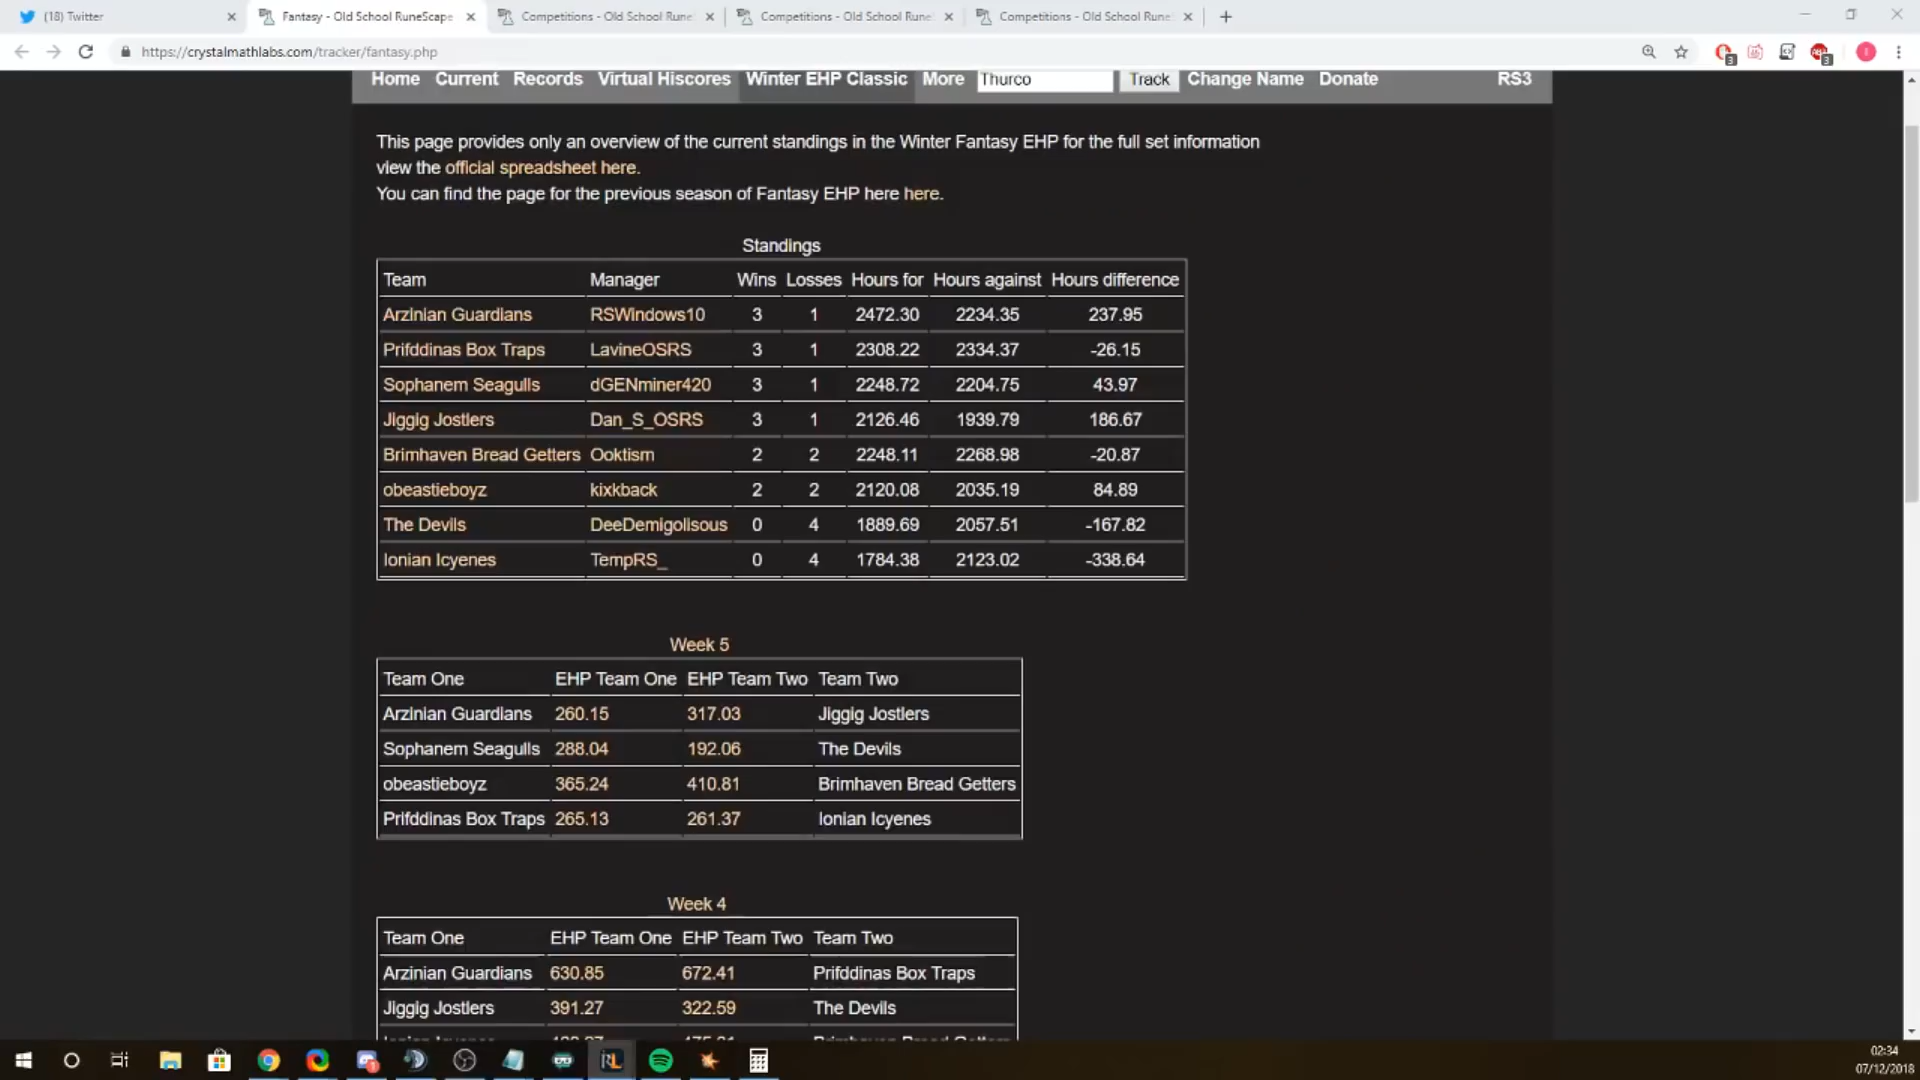 (18) Twitter
Fantasy - Old School RuneScape
Competitions - Old School Rune
Competitions - Old School Rune
Competitions - Old School Rune
https://crystalmathlabs.com/tracker/fantasy.php
Home Current Records Virtual Hiscores Winter EHP Classic More Thurco Track Change Name Donate RS3
This page provides only an overview of the current standings in the Winter Fantasy EHP for the full set information
view the official spreadsheet here.
You can find the page for the previous season of Fantasy EHP here here.
Standings
Team Manager Wins Losses Hours for Hours against Hours difference
Arzinian Guardians RSWindows10 3 1 2472.30 2234.35 237.95
Prifddinas Box Traps LavineOSRS 3 1 2308.22 2334.37 -26.15
Sophanem Seagulls dGENminer420 3 1 2248.72 2204.75 43.97
Jiggig Jostlers Dan_S_OSRS 3 1 2126.46 1939.79 186.67
Brimhaven Bread Getters Ooktism 2 2 2248.11 2268.98 -20.87
obeastieboyz kixkback 2 2 2120.08 2035.19 84.89
The Devils DeeDemigolisous 0 4 1889.69 2057.51 -167.82
Ionian Icyenes TempRS_ 0 4 1784.38 2123.02 -338.64
Week 5
Team One EHP Team One EHP Team Two Team Two
Arzinian Guardians 260.15 317.03 Jiggig Jostlers
Sophanem Seagulls 288.04 192.06 The Devils
obeastieboyz 365.24 410.81 Brimhaven Bread Getters
Prifddinas Box Traps 265.13 261.37 Ionian Icyenes
Week 4
Team One EHP Team One EHP Team Two Team Two
Arzinian Guardians 630.85 672.41 Prifddinas Box Traps
Jiggig Jostlers 391.27 322.59 The Devils
02:34
07/12/2018